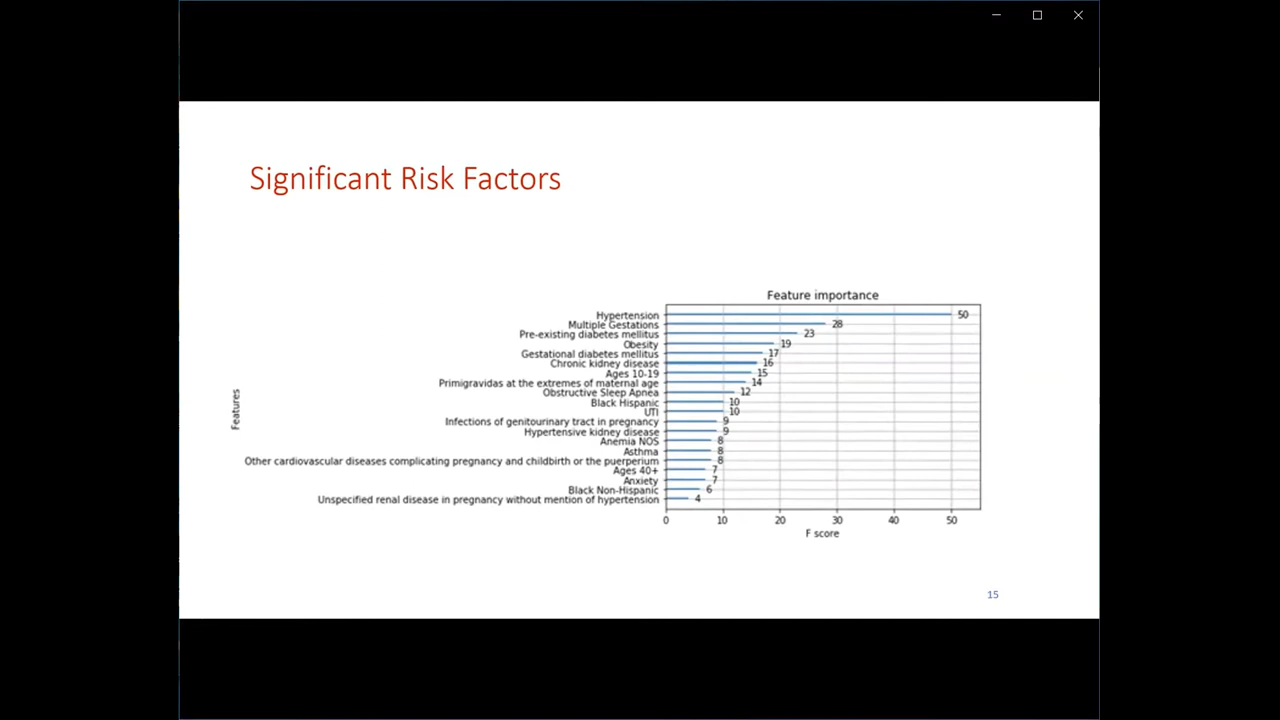 Significant Risk Factors
Feature importance
Features
Hypertension 50
Multiple Gestations 28
Pre-existing diabetes mellitus 23
Obesity 19
Gestational diabetes mellitus 17
Chronic kidney disease 16
Ages 10-19 15
Primigravidas at the extremes of maternal age 14
Obstructive Sleep Apnea 12
Black Hispanic 10
UTI 10
Infections of genitourinary tract in pregnancy 9
Hypertensive kidney disease 9
Anemia NOS 8
Asthma 8
Other cardiovascular diseases complicating pregnancy and childbirth or the puerperium 8
Ages 40+ 7
Anxiety 7
Black Non-Hispanic 6
Unspecified renal disease in pregnancy without mention of hypertension 4
0 10 20 30 40 50
F score
15